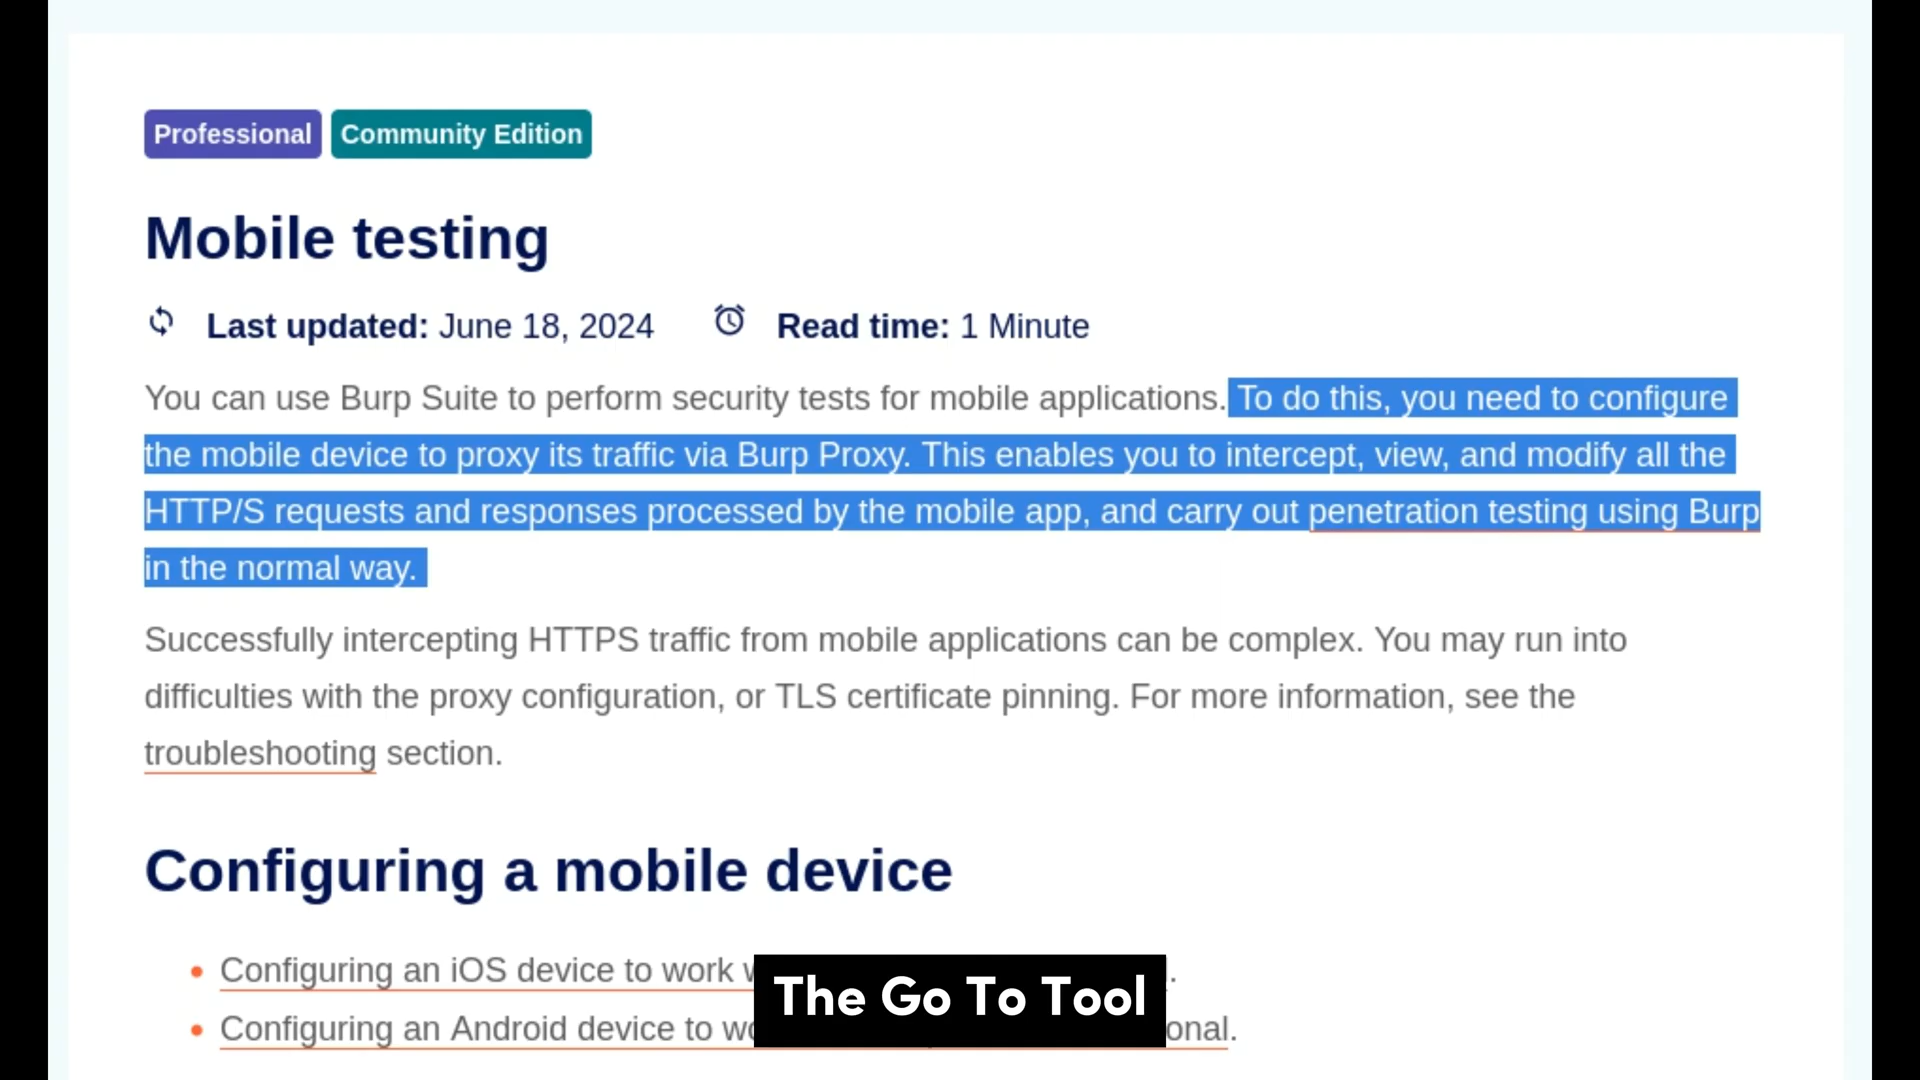 Professional Community Edition
Mobile testing
Last updated: June 18, 2024 Read time: 1 Minute
You can use Burp Suite to perform security tests for mobile applications. To do this, you need to configure
the mobile device to proxy its traffic via Burp Proxy. This enables you to intercept, view, and modify all the
HTTP/S requests and responses processed by the mobile app, and carry out penetration testing using Burp
in the normal way.
Successfully intercepting HTTPS traffic from mobile applications can be complex. You may run into
difficulties with the proxy configuration, or TLS certificate pinning. For more information, see the
troubleshooting section.
Configuring a mobile device
Configuring an iOS device to work
Configuring an Android device to
The Go To Tool